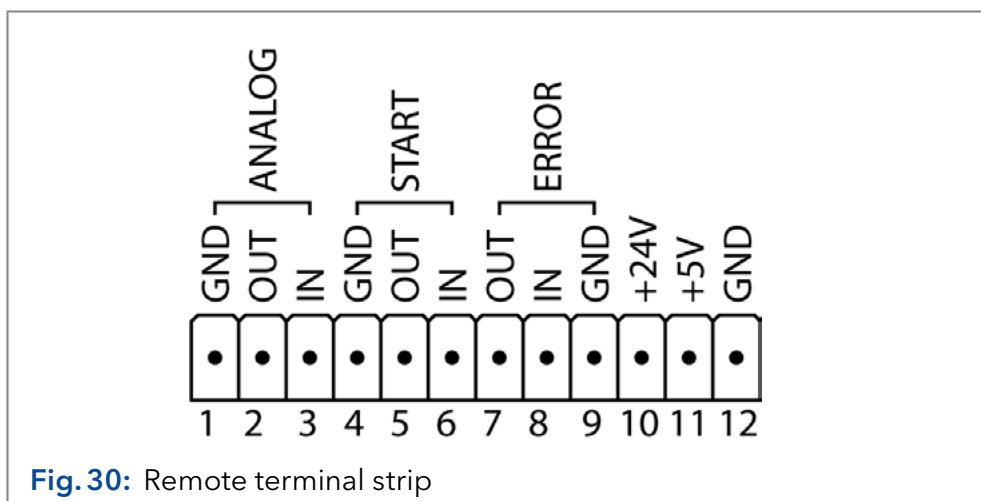 ANALOG START ERROR
GND OUT IN GND OUT IN OUT IN GND +24V +5V GND
1 2 3 4 5 6 7 8 9 10 11 12
Fig. 30: Remote terminal strip